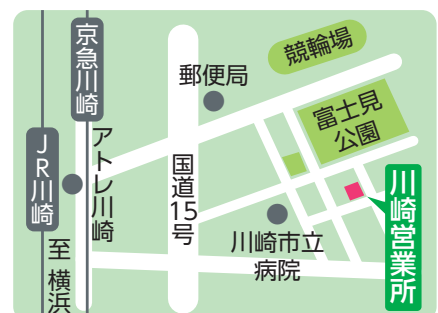 競輪場
京急川崎
郵便局
富士見
公園
JR川崎
アトレ川崎
国道15号
川崎営業所
川崎市立
病院
至 横浜